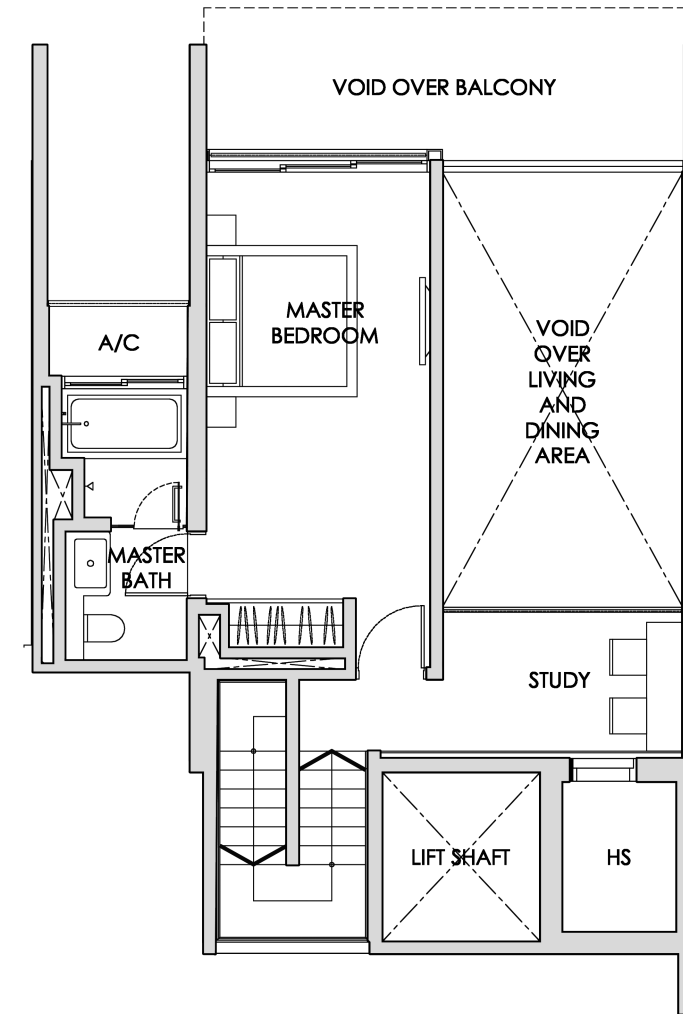 VOID OVER BALCONY
MASTER
BEDROOM
A/C
VOID
OVER
LIVING
AND
DINING
AREA
MASTER
BATH
STUDY
LIFT SHAFT
HS